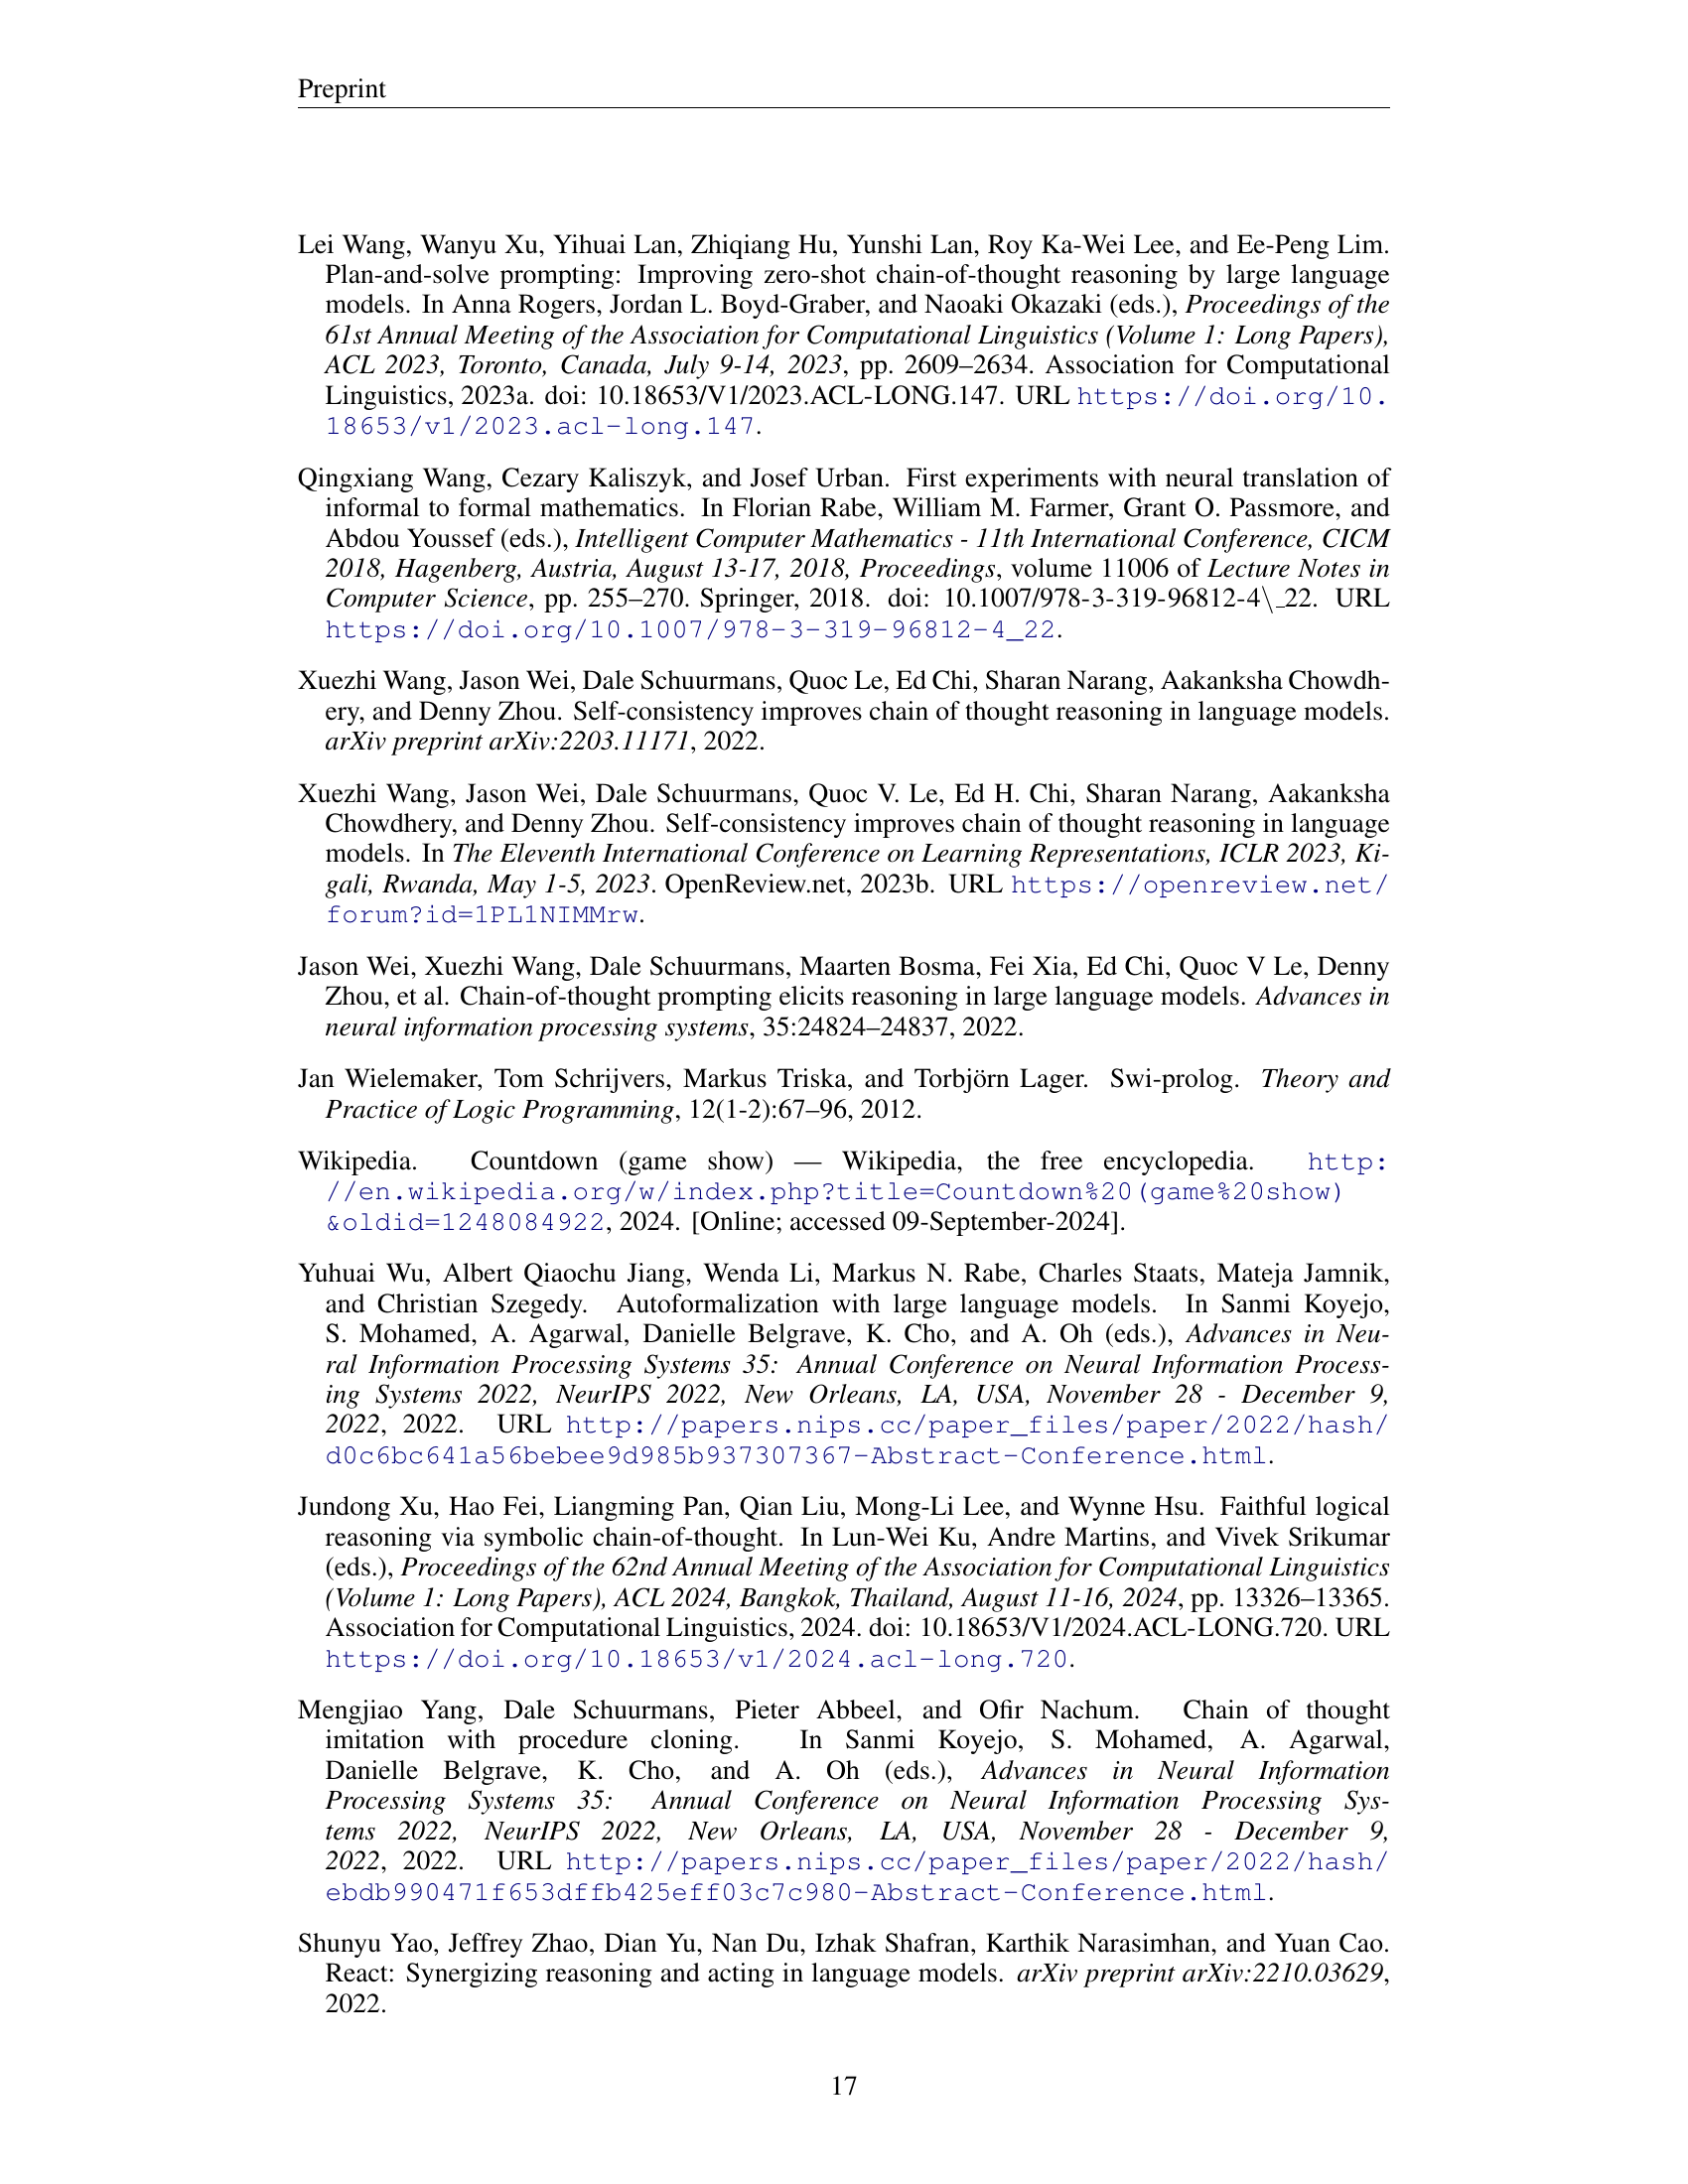 Preprint
Lei Wang, Wanyu Xu, Yihuai Lan, Zhiqiang Hu, Yunshi Lan, Roy Ka-Wei Lee, and Ee-Peng Lim.
Plan-and-solve prompting: Improving zero-shot chain-of-thought reasoning by large language
models. In Anna Rogers, Jordan L. Boyd-Graber, and Naoaki Okazaki (eds.), Proceedings of the
61st Annual Meeting of the Association for Computational Linguistics (Volume 1: Long Papers),
ACL 2023, Toronto, Canada, July 9-14, 2023, pp. 2609–2634. Association for Computational
Linguistics, 2023a. doi: 10.18653/V1/2023.ACL-LONG.147. URL https://doi.org/10.
18653/v1/2023.acl-long.147.
Qingxiang Wang, Cezary Kaliszyk, and Josef Urban. First experiments with neural translation of
informal to formal mathematics. In Florian Rabe, William M. Farmer, Grant O. Passmore, and
Abdou Youssef (eds.), Intelligent Computer Mathematics - 11th International Conference, CICM
2018, Hagenberg, Austria, August 13-17, 2018, Proceedings, volume 11006 of Lecture Notes in
Computer Science, pp. 255–270. Springer, 2018. doi: 10.1007/978-3-319-96812-4\_22. URL
https://doi.org/10.1007/978-3-319-96812-4_22.
Xuezhi Wang, Jason Wei, Dale Schuurmans, Quoc Le, Ed Chi, Sharan Narang, Aakanksha Chowdh-
ery, and Denny Zhou. Self-consistency improves chain of thought reasoning in language models.
arXiv preprint arXiv:2203.11171, 2022.
Xuezhi Wang, Jason Wei, Dale Schuurmans, Quoc V. Le, Ed H. Chi, Sharan Narang, Aakanksha
Chowdhery, and Denny Zhou. Self-consistency improves chain of thought reasoning in language
models. In The Eleventh International Conference on Learning Representations, ICLR 2023, Ki-
gali, Rwanda, May 1-5, 2023. OpenReview.net, 2023b. URL https://openreview.net/
forum?id=1PL1NIMMrw.
Jason Wei, Xuezhi Wang, Dale Schuurmans, Maarten Bosma, Fei Xia, Ed Chi, Quoc V Le, Denny
Zhou, et al. Chain-of-thought prompting elicits reasoning in large language models. Advances in
neural information processing systems, 35:24824–24837, 2022.
Jan Wielemaker, Tom Schrijvers, Markus Triska, and Torbjörn Lager. Swi-prolog. Theory and
Practice of Logic Programming, 12(1-2):67–96, 2012.
Wikipedia. Countdown (game show) — Wikipedia, the free encyclopedia. http:
//en.wikipedia.org/w/index.php?title=Countdown%20(game%20show)
&oldid=1248084922, 2024. [Online; accessed 09-September-2024].
Yuhuai Wu, Albert Qiaochu Jiang, Wenda Li, Markus N. Rabe, Charles Staats, Mateja Jamnik,
and Christian Szegedy. Autoformalization with large language models. In Sanmi Koyejo,
S. Mohamed, A. Agarwal, Danielle Belgrave, K. Cho, and A. Oh (eds.), Advances in Neu-
ral Information Processing Systems 35: Annual Conference on Neural Information Process-
ing Systems 2022, NeurIPS 2022, New Orleans, LA, USA, November 28 - December 9,
2022, 2022. URL http://papers.nips.cc/paper_files/paper/2022/hash/
d0c6bc641a56bebee9d985b937307367-Abstract-Conference.html.
Jundong Xu, Hao Fei, Liangming Pan, Qian Liu, Mong-Li Lee, and Wynne Hsu. Faithful logical
reasoning via symbolic chain-of-thought. In Lun-Wei Ku, Andre Martins, and Vivek Srikumar
(eds.), Proceedings of the 62nd Annual Meeting of the Association for Computational Linguistics
(Volume 1: Long Papers), ACL 2024, Bangkok, Thailand, August 11-16, 2024, pp. 13326–13365.
Association for Computational Linguistics, 2024. doi: 10.18653/V1/2024.ACL-LONG.720. URL
https://doi.org/10.18653/v1/2024.acl-long.720.
Mengjiao Yang, Dale Schuurmans, Pieter Abbeel, and Ofir Nachum. Chain of thought
imitation with procedure cloning. In Sanmi Koyejo, S. Mohamed, A. Agarwal,
Danielle Belgrave, K. Cho, and A. Oh (eds.), Advances in Neural Information
Processing Systems 35: Annual Conference on Neural Information Processing Sys-
tems 2022, NeurIPS 2022, New Orleans, LA, USA, November 28 - December 9,
2022, 2022. URL http://papers.nips.cc/paper_files/paper/2022/hash/
ebdb990471f653dffb425eff03c7c980-Abstract-Conference.html.
Shunyu Yao, Jeffrey Zhao, Dian Yu, Nan Du, Izhak Shafran, Karthik Narasimhan, and Yuan Cao.
React: Synergizing reasoning and acting in language models. arXiv preprint arXiv:2210.03629,
2022.
17